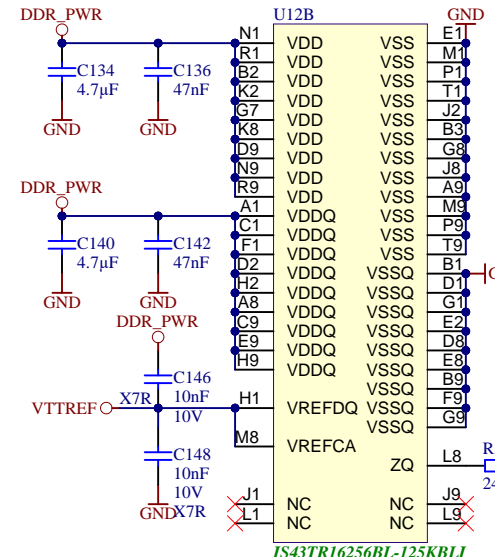 DDR_PWR
U12B
GND
C134
4.7µF
GND
C136
47nF
GND
N1 VDD VSS E1
R1 VDD VSS M1
B2 VDD VSS P1
K2 VDD VSS T1
G7 VDD VSS J2
K8 VDD VSS B3
D9 VDD VSS G8
N9 VDD VSS J8
R9 VDD VSS A9
A1 VDDQ VSS M9
C1 VDDQ VSS P9
F1 VDDQ VSS T9
D2 VDDQ VSSQ B1
H2 VDDQ VSSQ D1
A8 VDDQ VSSQ G1
C9 VDDQ VSSQ E2
E9 VDDQ VSSQ D8
H9 VDDQ VSSQ E8
VSSQ B9
H1 VREFDQ VSSQ F9
VSSQ G9
M8 VREFCA
ZQ L8
J1 NC NC J9
L1 NC NC L9
DDR_PWR
C140
4.7µF
GND
C142
47nF
GND
DDR_PWR
C146
10nF
10V
X7R
VTTREF
C148
10nF
10V
X7R
GND
R
24
IS43TR16256BL-125KBLI